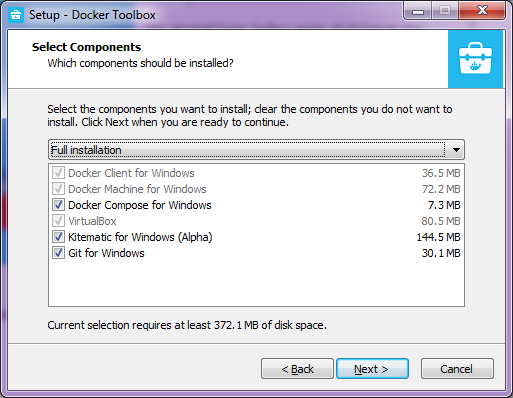 Setup - Docker Toolbox
Select Components
Which components should be installed?
Select the components you want to install; clear the components you do not want to
install. Click Next when you are ready to continue.
Full installation
Docker Client for Windows 36.5 MB
Docker Machine for Windows 72.2 MB
Docker Compose for Windows 7.3 MB
VirtualBox 80.5 MB
Kitematic for Windows (Alpha) 144.5 MB
Git for Windows 30.1 MB
Current selection requires at least 372.1 MB of disk space.
< Back Next > Cancel